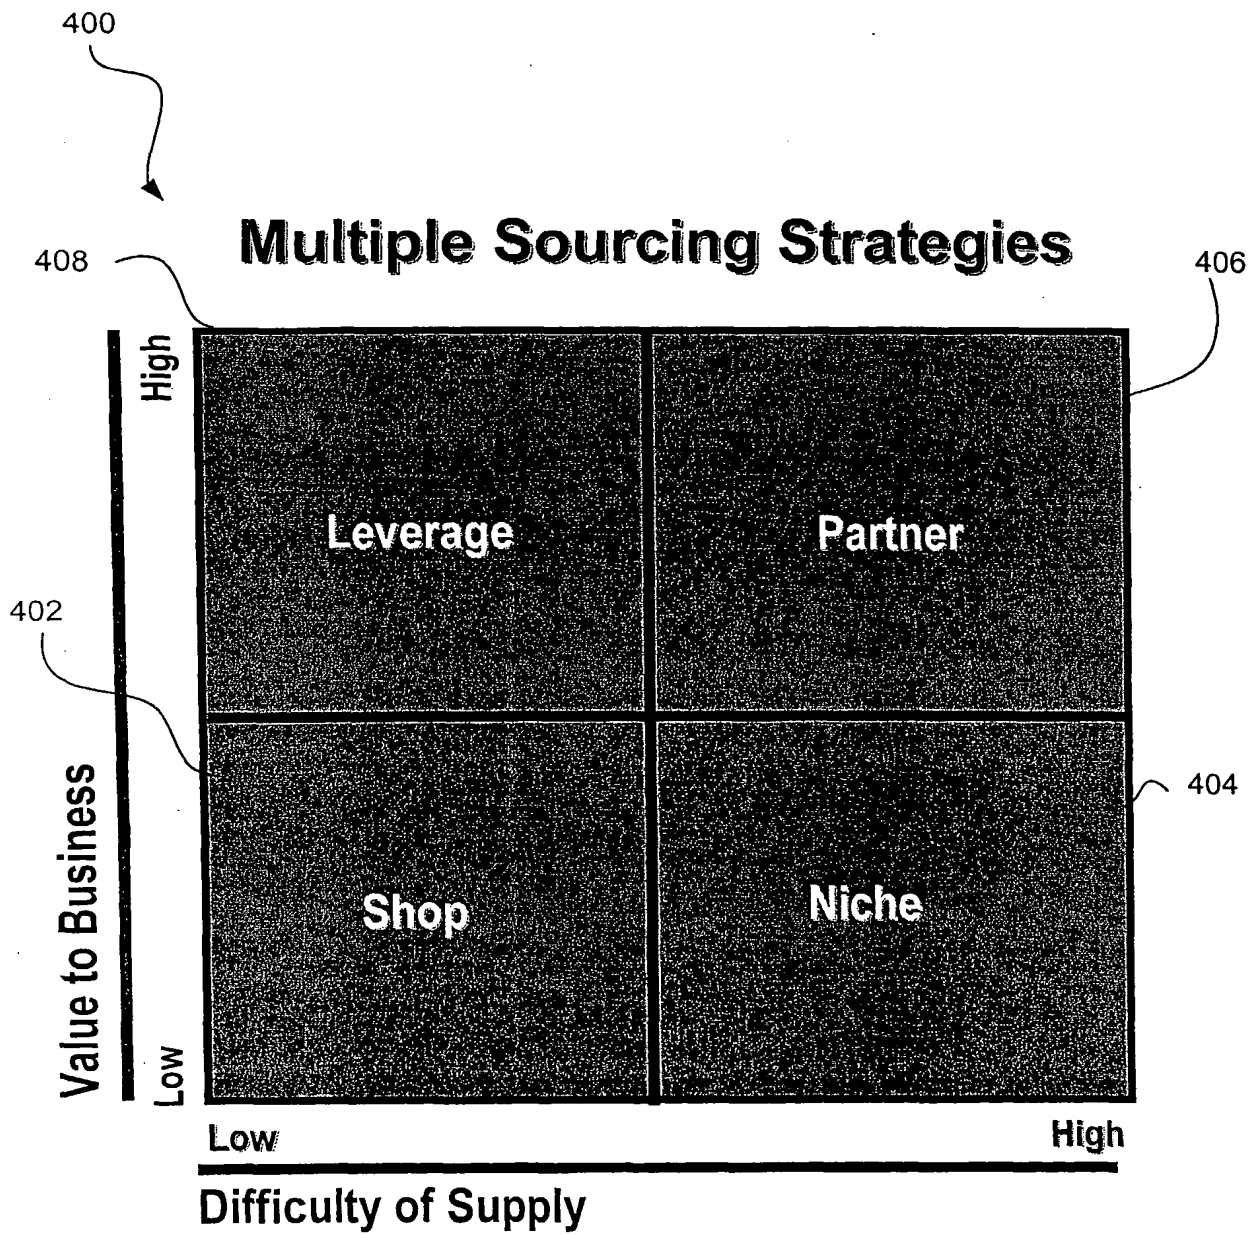 400
Multiple Sourcing Strategies
408
406
High
Leverage
Partner
402
404
Value to Business
Shop
Niche
Low
Low
High
Difficulty of Supply